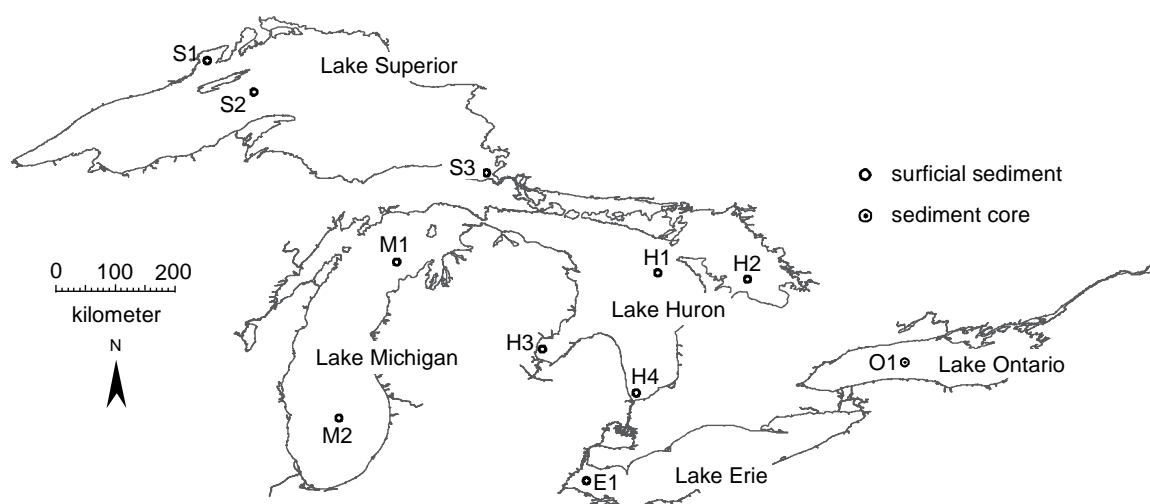 S1
Lake Superior
S2
S3
surficial sediment
sediment core
M1
H1
H2
0 100 200
kilometer
Lake Huron
N
H3
Lake Michigan
O1
Lake Ontario
H4
M2
Lake Erie
E1